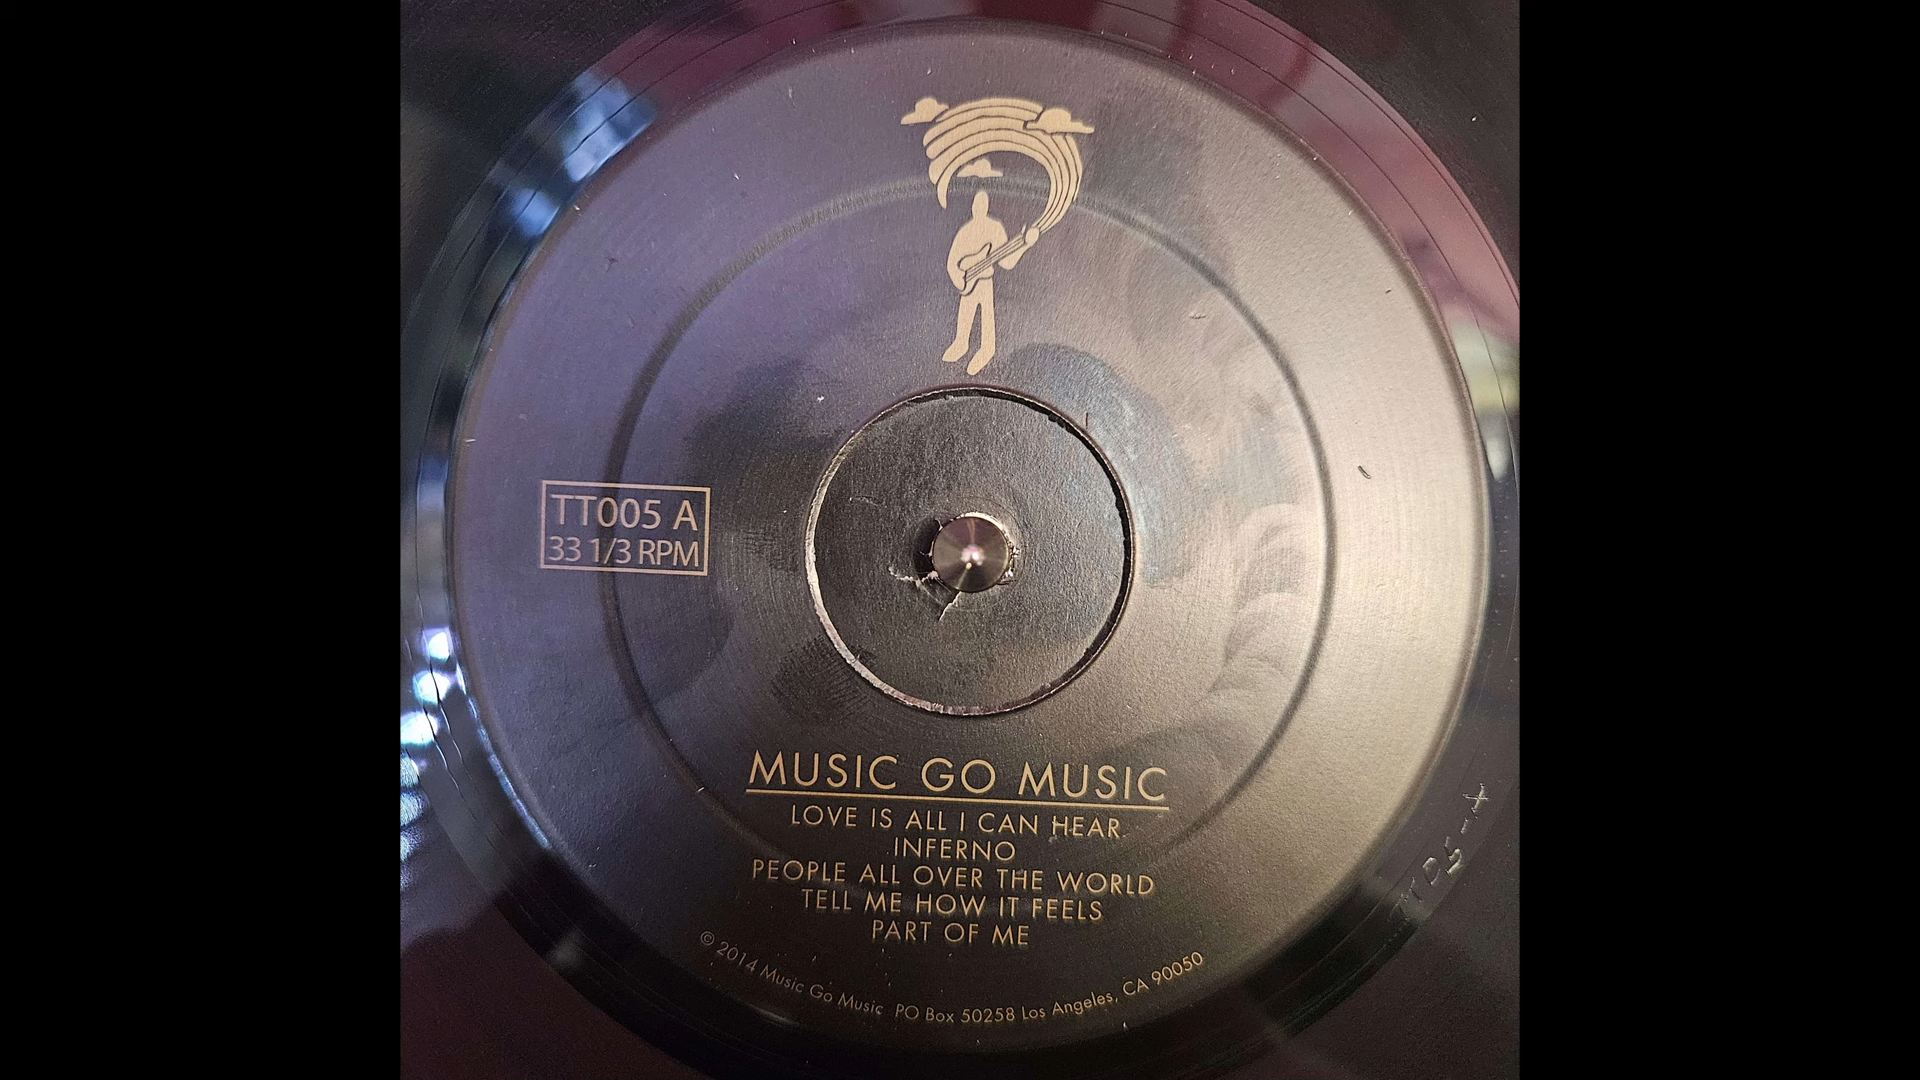 TT005 A
33 1/3 RPM
MUSIC GO MUSIC
LOVE IS ALL I CAN HEAR
INFERNO
PEOPLE ALL OVER THE WORLD
TELL ME HOW IT FEELS
PART OF ME
© 2014 Music Go Music PO Box 50258 Los Angeles, CA 90050